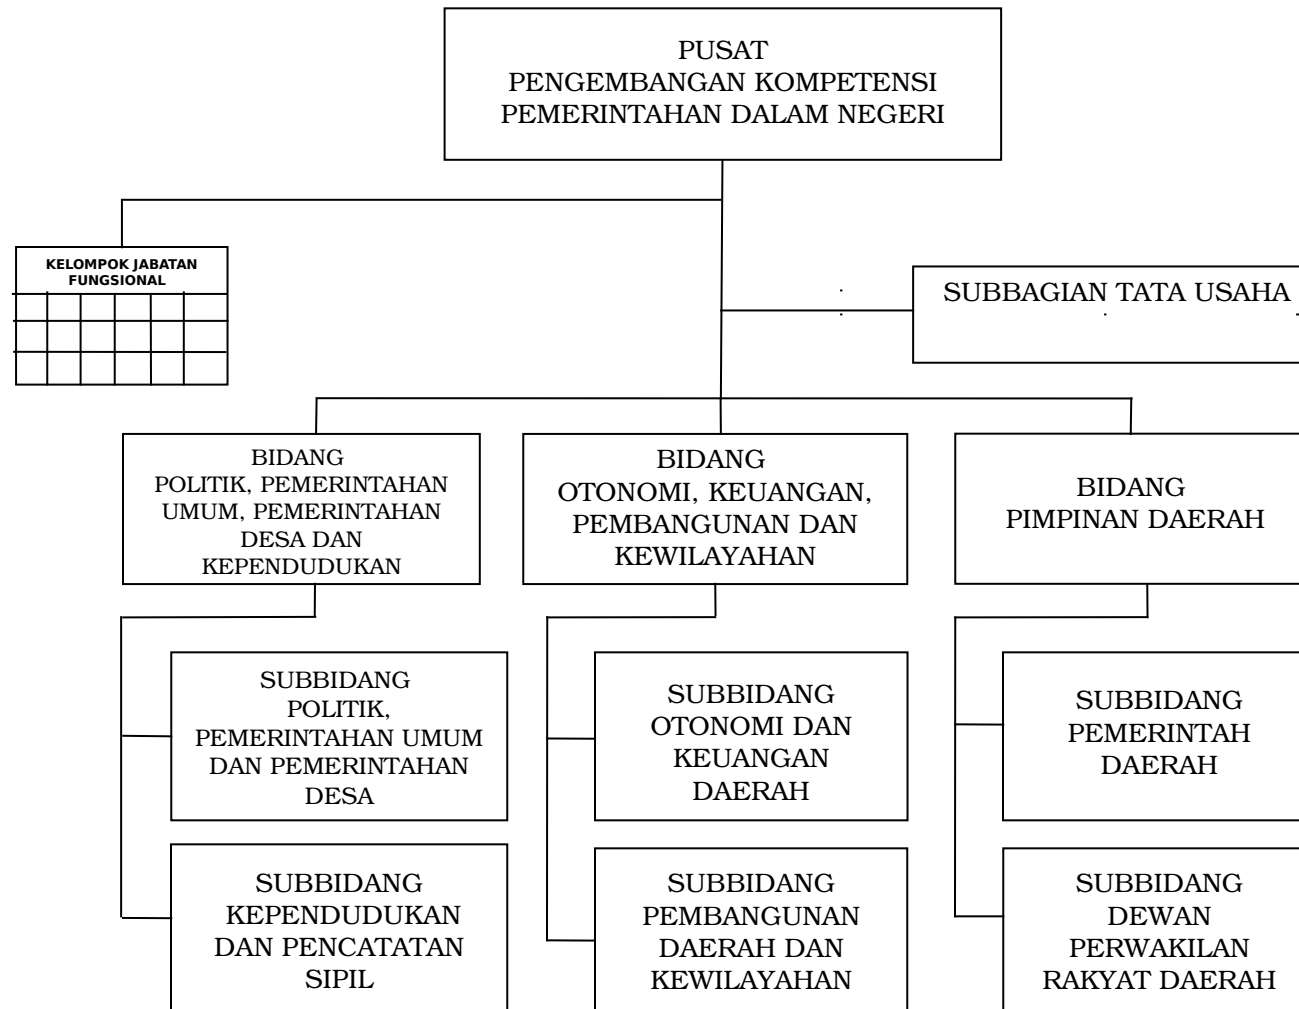 PUSAT
PENGEMBANGAN KOMPETENSI
PEMERINTAHAN DALAM NEGERI
KELOMPOK JABATAN
FUNGSIONAL
SUBBAGIAN TATA USAHA
BIDANG
POLITIK, PEMERINTAHAN
UMUM, PEMERINTAHAN
DESA DAN
KEPENDUDUKAN
BIDANG
OTONOMI, KEUANGAN,
PEMBANGUNAN DAN
KEWILAYAHAN
BIDANG
PIMPINAN DAERAH
SUBBIDANG
POLITIK,
PEMERINTAHAN UMUM
DAN PEMERINTAHAN
DESA
SUBBIDANG
OTONOMI DAN
KEUANGAN
DAERAH
SUBBIDANG
PEMERINTAH
DAERAH
SUBBIDANG
KEPENDUDUKAN
DAN PENCATATAN
SIPIL
SUBBIDANG
PEMBANGUNAN
DAERAH DAN
KEWILAYAHAN
SUBBIDANG
DEWAN
PERWAKILAN
RAKYAT DAERAH